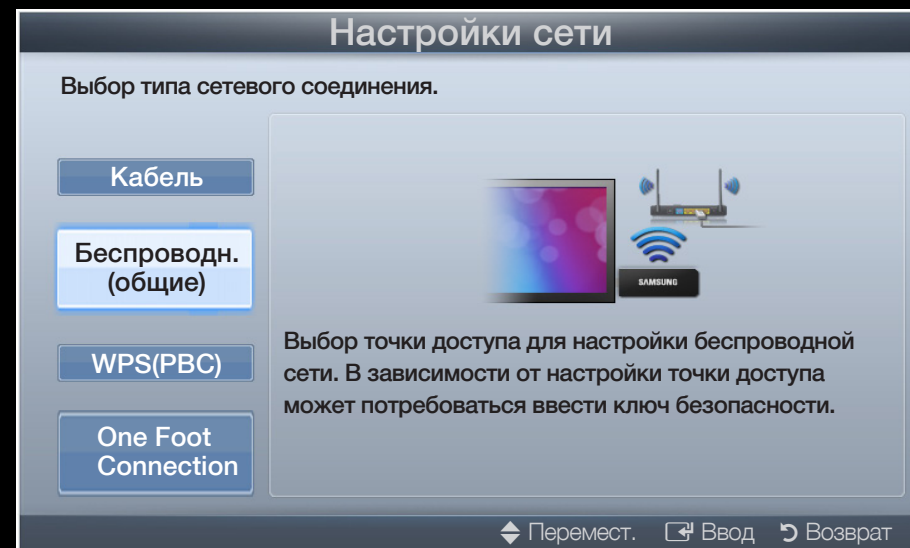 Настройки сети
Выбор типа сетевого соединения.
Кабель
Беспроводн.
(общие)
WPS(PBC)
One Foot
Connection
SAMSUNG
Выбор точки доступа для настройки беспроводной
сети. В зависимости от настройки точки доступа
может потребоваться ввести ключ безопасности.
Перемест. Ввод Возврат